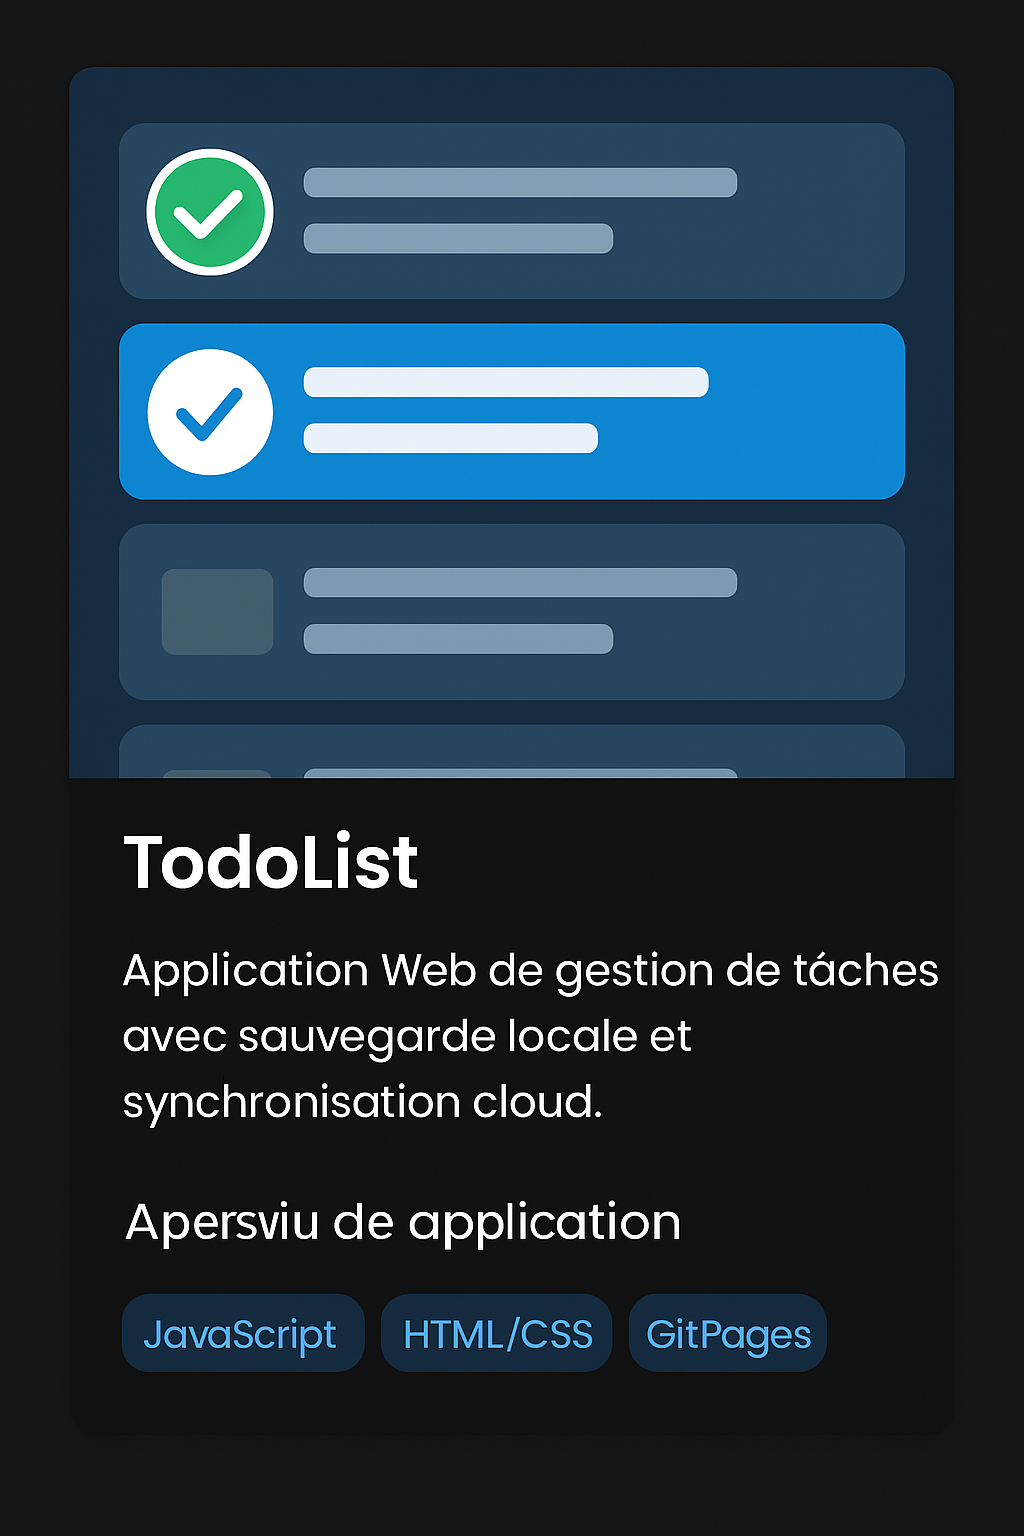 TodoList
Application Web de gestion de táches
avec sauvegarde locale et
synchronisation cloud.
Apersviu de application
JavaScript
HTML/CSS
GitPages